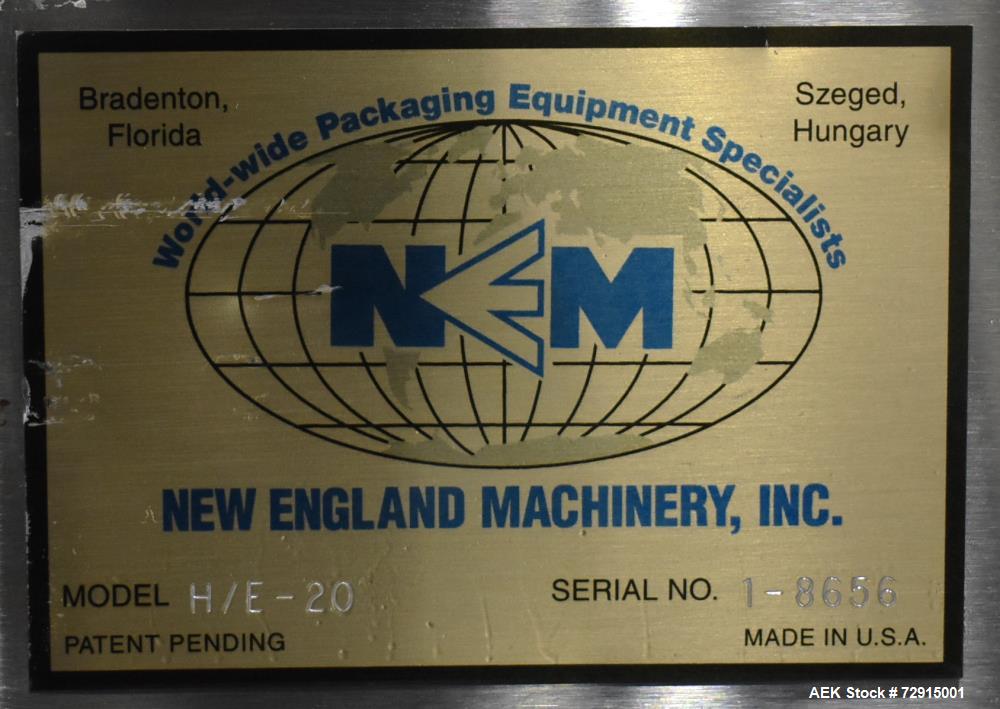 Bradenton,
Florida
Szeged,
Hungary
World-wide Packaging Equipment Specialists
NEM
NEW ENGLAND MACHINERY, INC.
MODEL H/E-20
SERIAL NO. 1-8656
PATENT PENDING
MADE IN U.S.A.
AEK Stock # 72915001